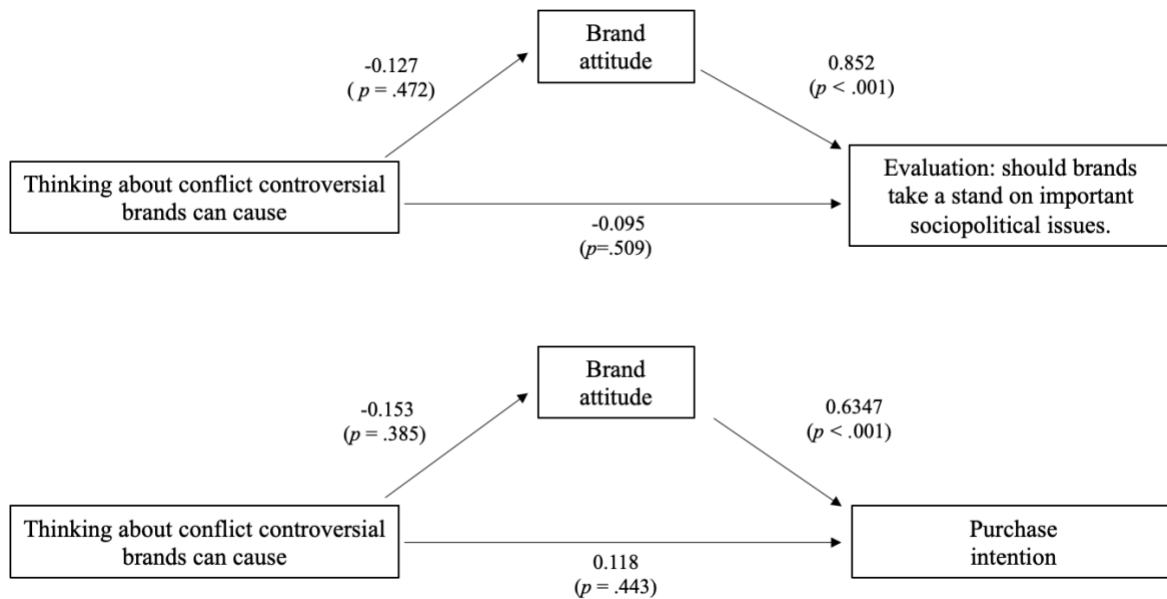 Brand
attitude
-0.127
( p = .472)
0.852
(p < .001)
Thinking about conflict controversial
brands can cause
Evaluation: should brands
take a stand on important
sociopolitical issues.
-0.095
(p=.509)
Brand
attitude
-0.153
(p = .385)
0.6347
(p < .001)
Thinking about conflict controversial
brands can cause
Purchase
intention
0.118
(p = .443)